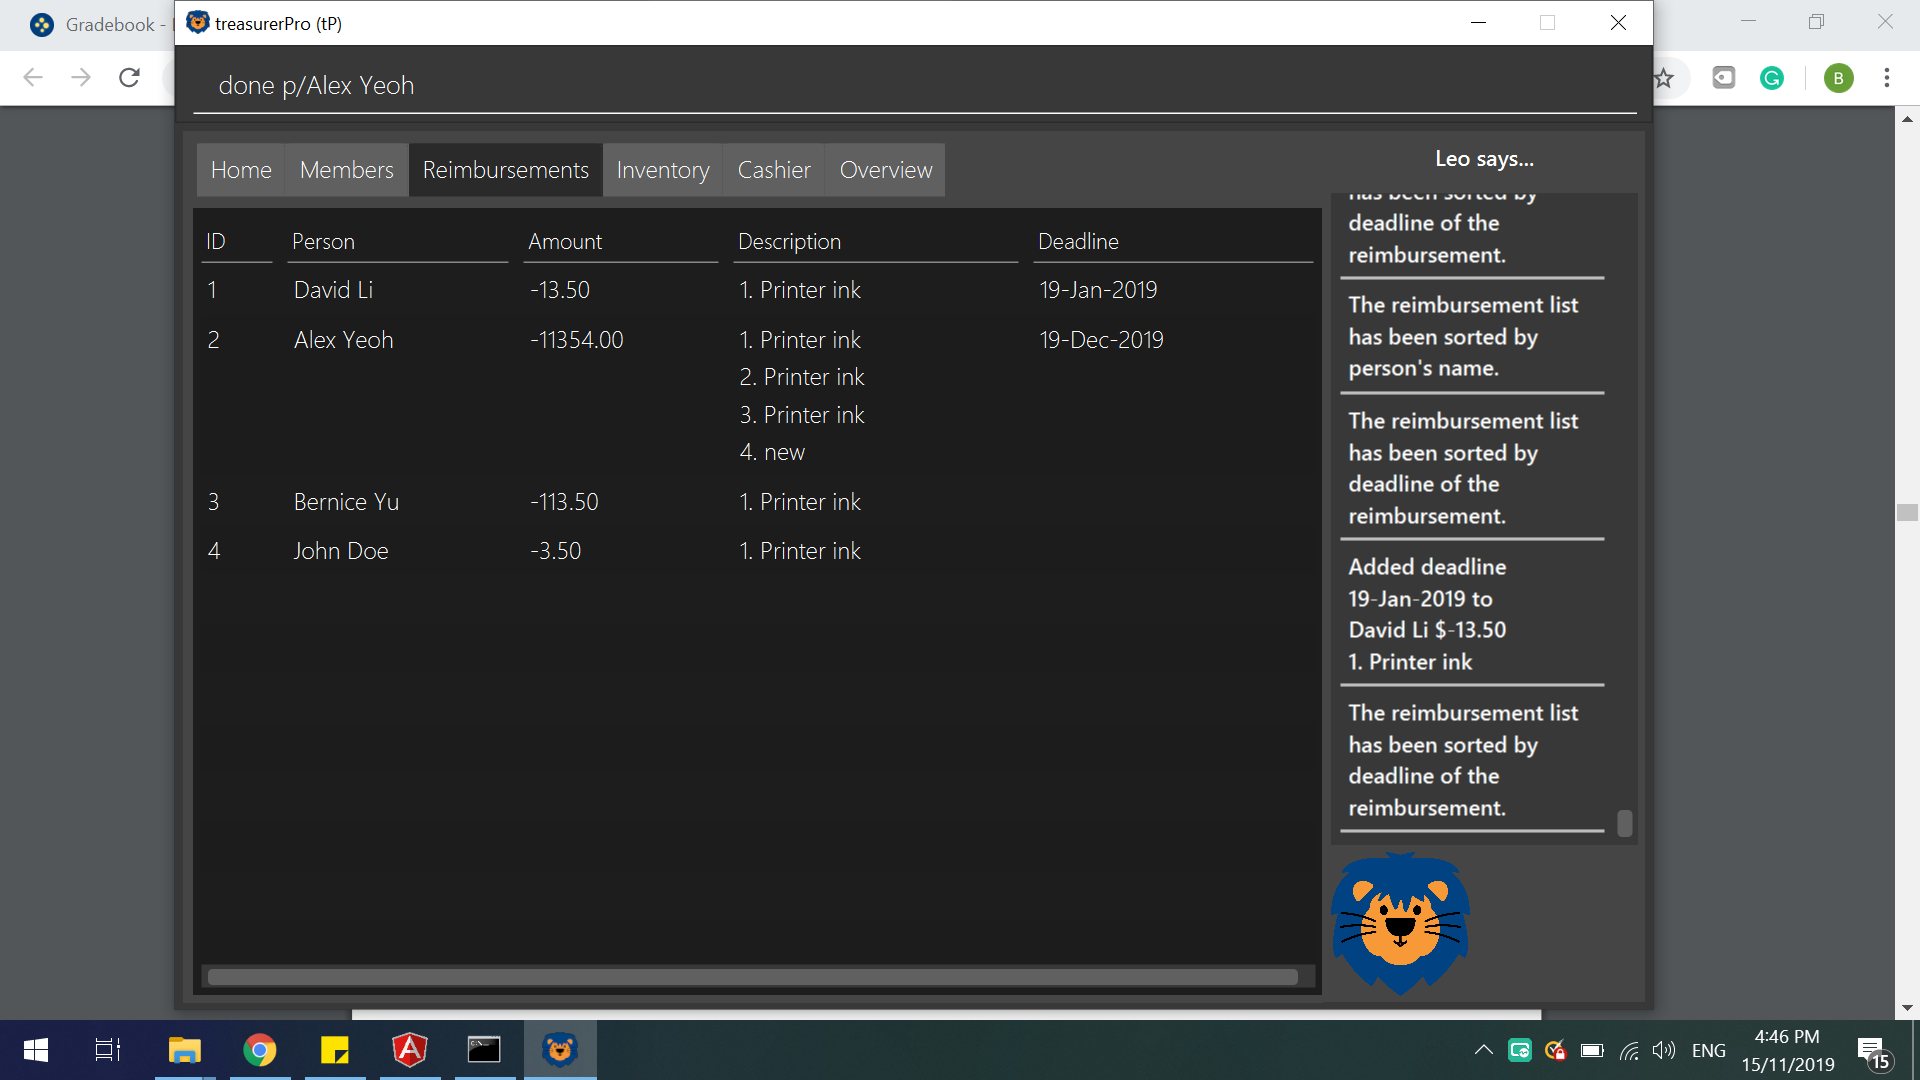 Gradebook -
treasurerPro (tP)
done p/Alex Yeoh
Home Members Reimbursements Inventory Cashier Overview
ID Person Amount Description Deadline
1 David Li -13.50 1. Printer ink 19-Jan-2019
2 Alex Yeoh -11354.00 1. Printer ink 19-Dec-2019
2. Printer ink
3. Printer ink
4. new
3 Bernice Yu -113.50 1. Printer ink
4 John Doe -3.50 1. Printer ink
Leo says...
has been sorted by
deadline of the
reimbursement.
The reimbursement list
has been sorted by
person's name.
The reimbursement list
has been sorted by
deadline of the
reimbursement.
Added deadline
19-Jan-2019 to
David Li $-13.50
1. Printer ink
The reimbursement list
has been sorted by
deadline of the
reimbursement.
B
ENG
4:46 PM
15/11/2019
15